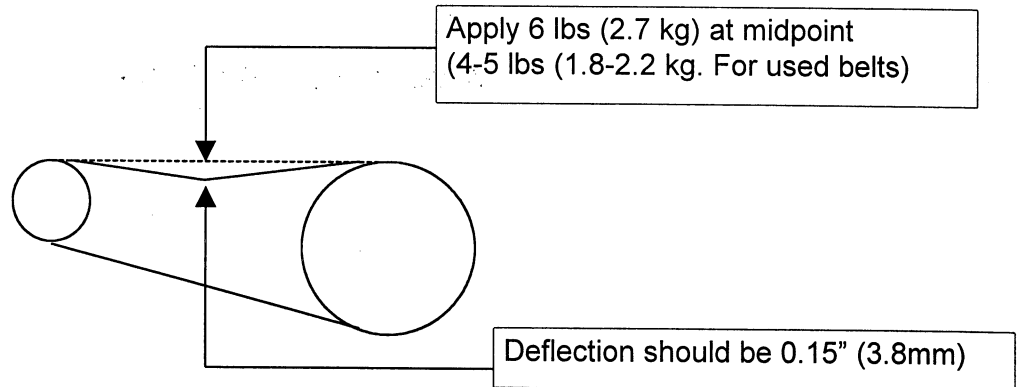 Apply 6 lbs (2.7 kg) at midpoint
(4-5 lbs (1.8-2.2 kg. For used belts)
Deflection should be 0.15” (3.8mm)